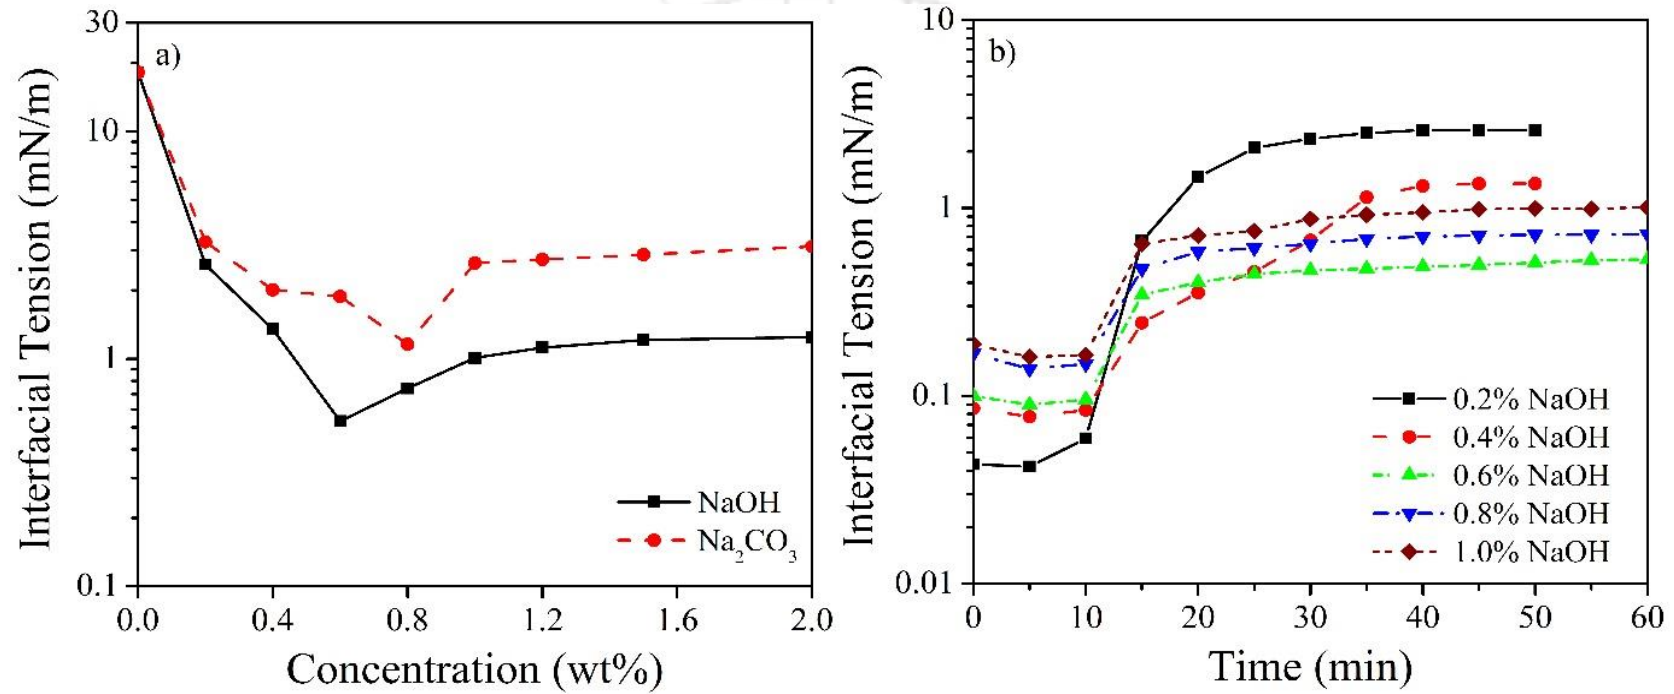 a)
Interfacial Tension (mN/m)
30
10
1
0.1
0.0 0.4 0.8 1.2 1.6 2.0
Concentration (wt%)
NaOH
Na₂CO₃
b)
Interfacial Tension (mN/m)
10
1
0.1
0.01
0 10 20 30 40 50 60
Time (min)
0.2% NaOH
0.4% NaOH
0.6% NaOH
0.8% NaOH
1.0% NaOH